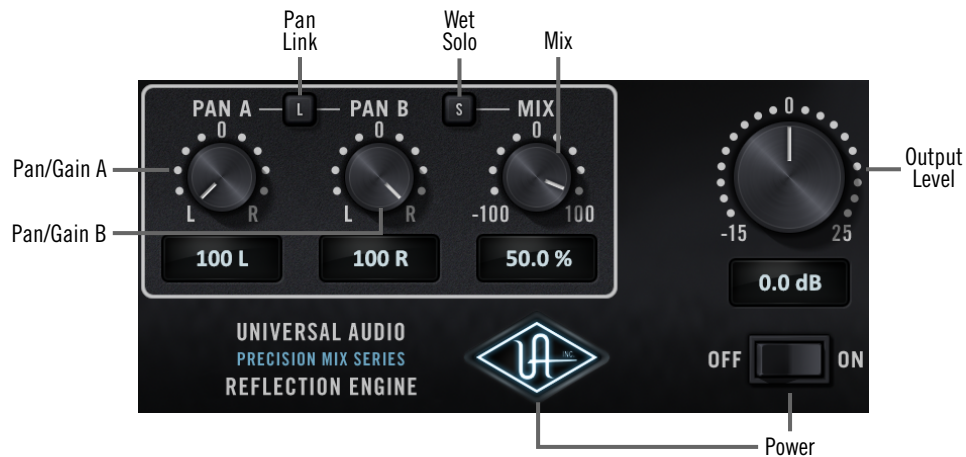 Pan
Link
Wet
Solo
Mix
PAN A
L
PAN B
S
MIX
0
0
0
0
Pan/Gain A
Output
Level
L
R
L
R
-100
100
-15
25
Pan/Gain B
100 L
100 R
50.0 %
0.0 dB
UNIVERSAL AUDIO
PRECISION MIX SERIES
REFLECTION ENGINE
UA
INC.
OFF
ON
Power